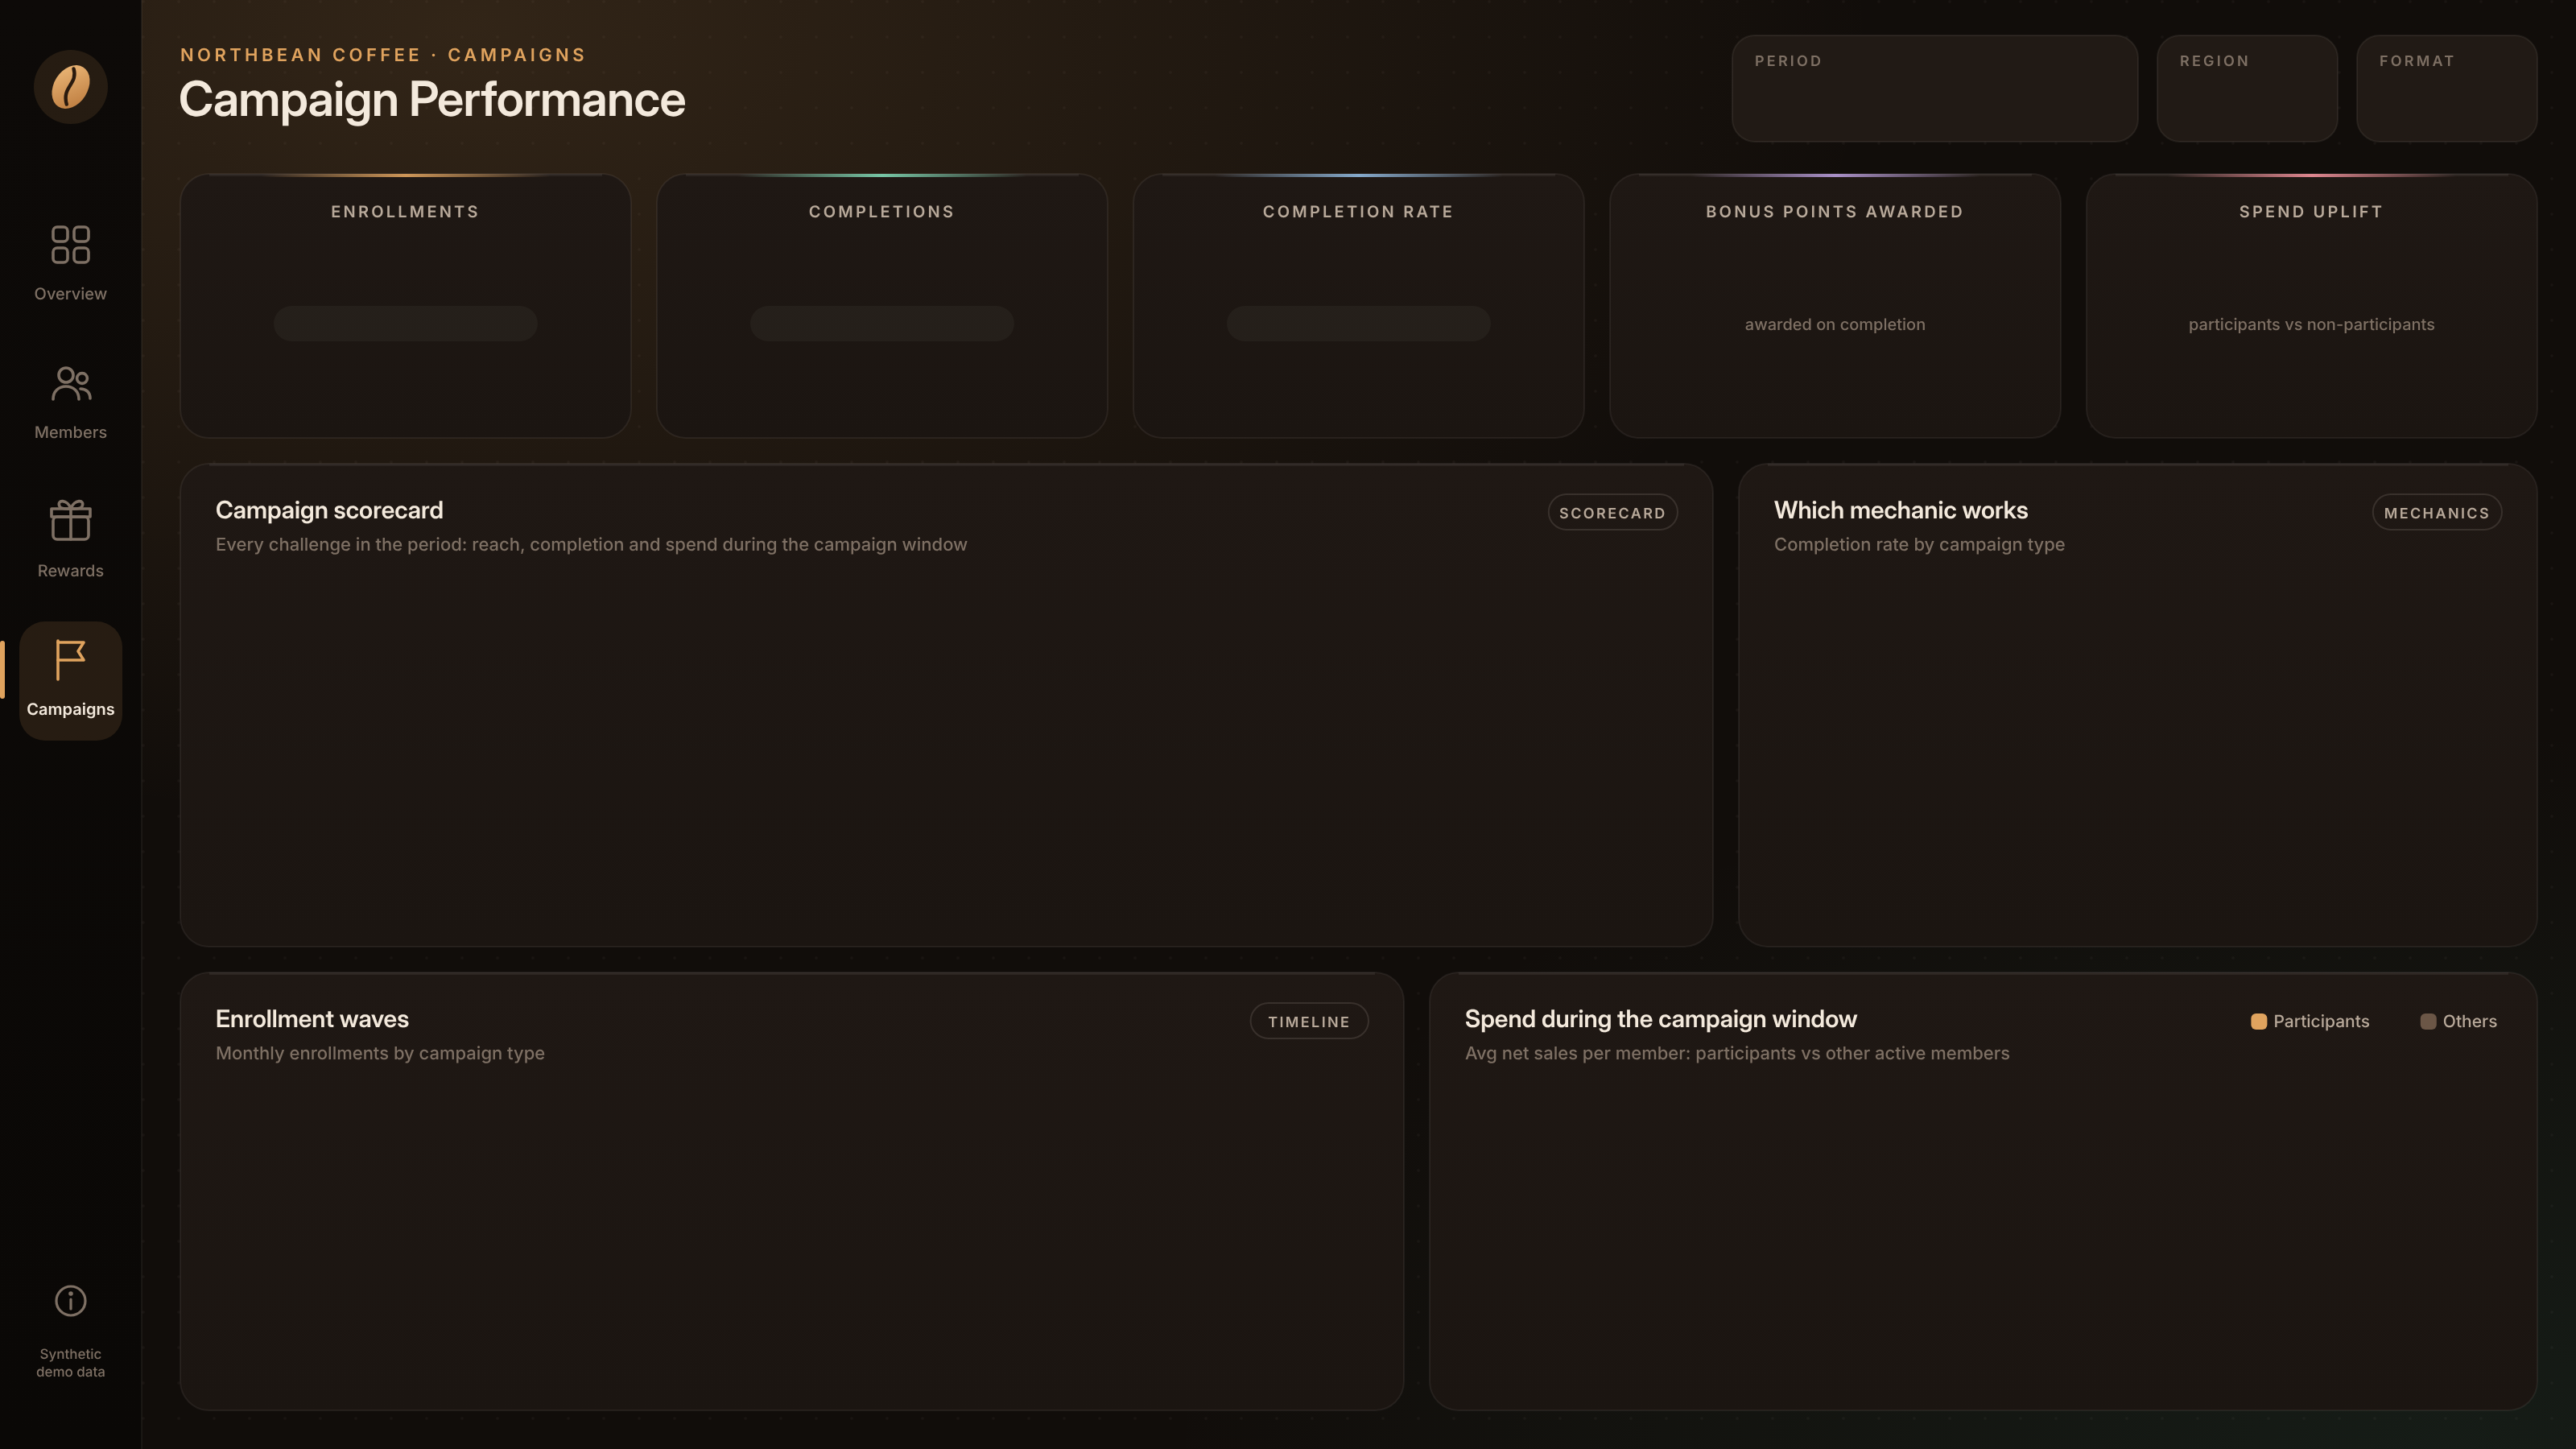 NORTHBEAN COFFEE · CAMPAIGNS
Campaign Performance
PERIOD
REGION
FORMAT
Overview
Members
Rewards
Campaigns
Synthetic
demo data
ENROLLMENTS
COMPLETIONS
COMPLETION RATE
BONUS POINTS AWARDED
awarded on completion
SPEND UPLIFT
participants vs non-participants
Campaign scorecard
SCORECARD
Every challenge in the period: reach, completion and spend during the campaign window
Which mechanic works
MECHANICS
Completion rate by campaign type
Enrollment waves
TIMELINE
Monthly enrollments by campaign type
Spend during the campaign window
Participants
Others
Avg net sales per member: participants vs other active members